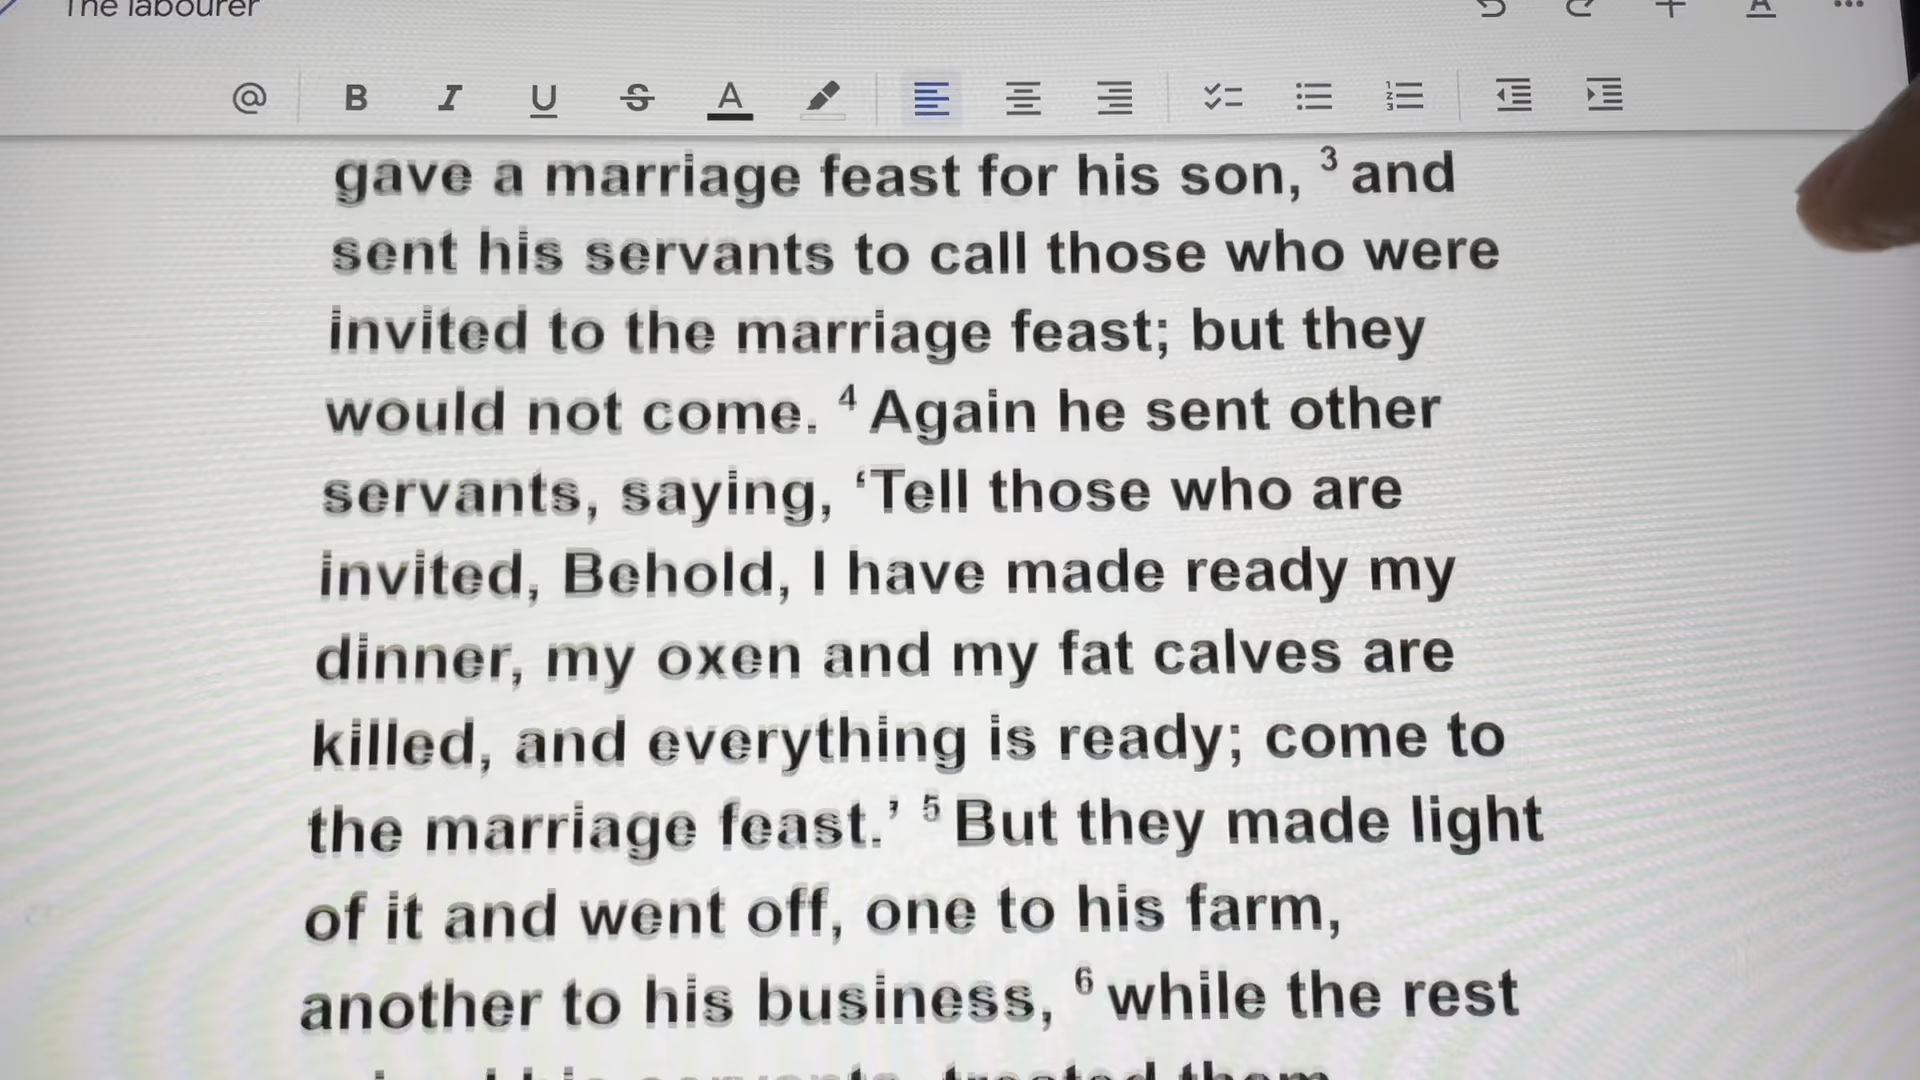 The labourer
@ B I U S A
gave a marriage feast for his son, 3 and
sent his servants to call those who were
invited to the marriage feast; but they
would not come. 4 Again he sent other
servants, saying, ‘Tell those who are
invited, Behold, I have made ready my
dinner, my oxen and my fat calves are
killed, and everything is ready; come to
the marriage feast.’ 5 But they made light
of it and went off, one to his farm,
another to his business, 6 while the rest
his servants, treated them